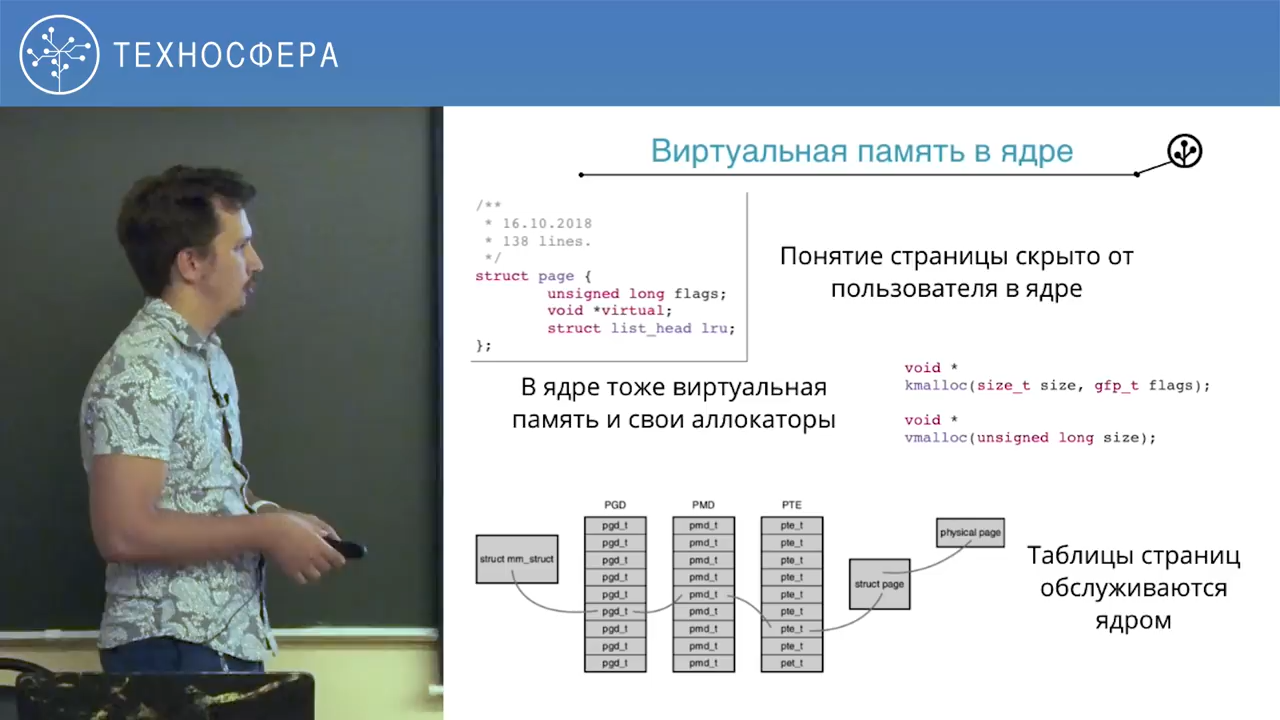 ТЕХНОСФЕРА
Виртуальная память в ядре
/**
* 16.10.2018
* 138 lines.
*/
struct page {
unsigned long flags;
void *virtual;
struct list_head lru;
};
Понятие страницы скрыто от
пользователя в ядре
В ядре тоже виртуальная
память и свои аллокаторы
void *
kmalloc(size_t size, gfp_t flags);
void *
vmalloc(unsigned long size);
PGD PMD PTE
pgd_t pmd_t pte_t
pgd_t pmd_t pte_t
pgd_t pmd_t pte_t
pgd_t pmd_t pte_t
pgd_t pmd_t pte_t
pgd_t pmd_t pte_t
pgd_t pmd_t pte_t
pgd_t pmd_t pte_t
pgd_t pmd_t pet_t
struct mm_struct
struct page
physical page
Таблицы страниц
обслуживаются
ядром